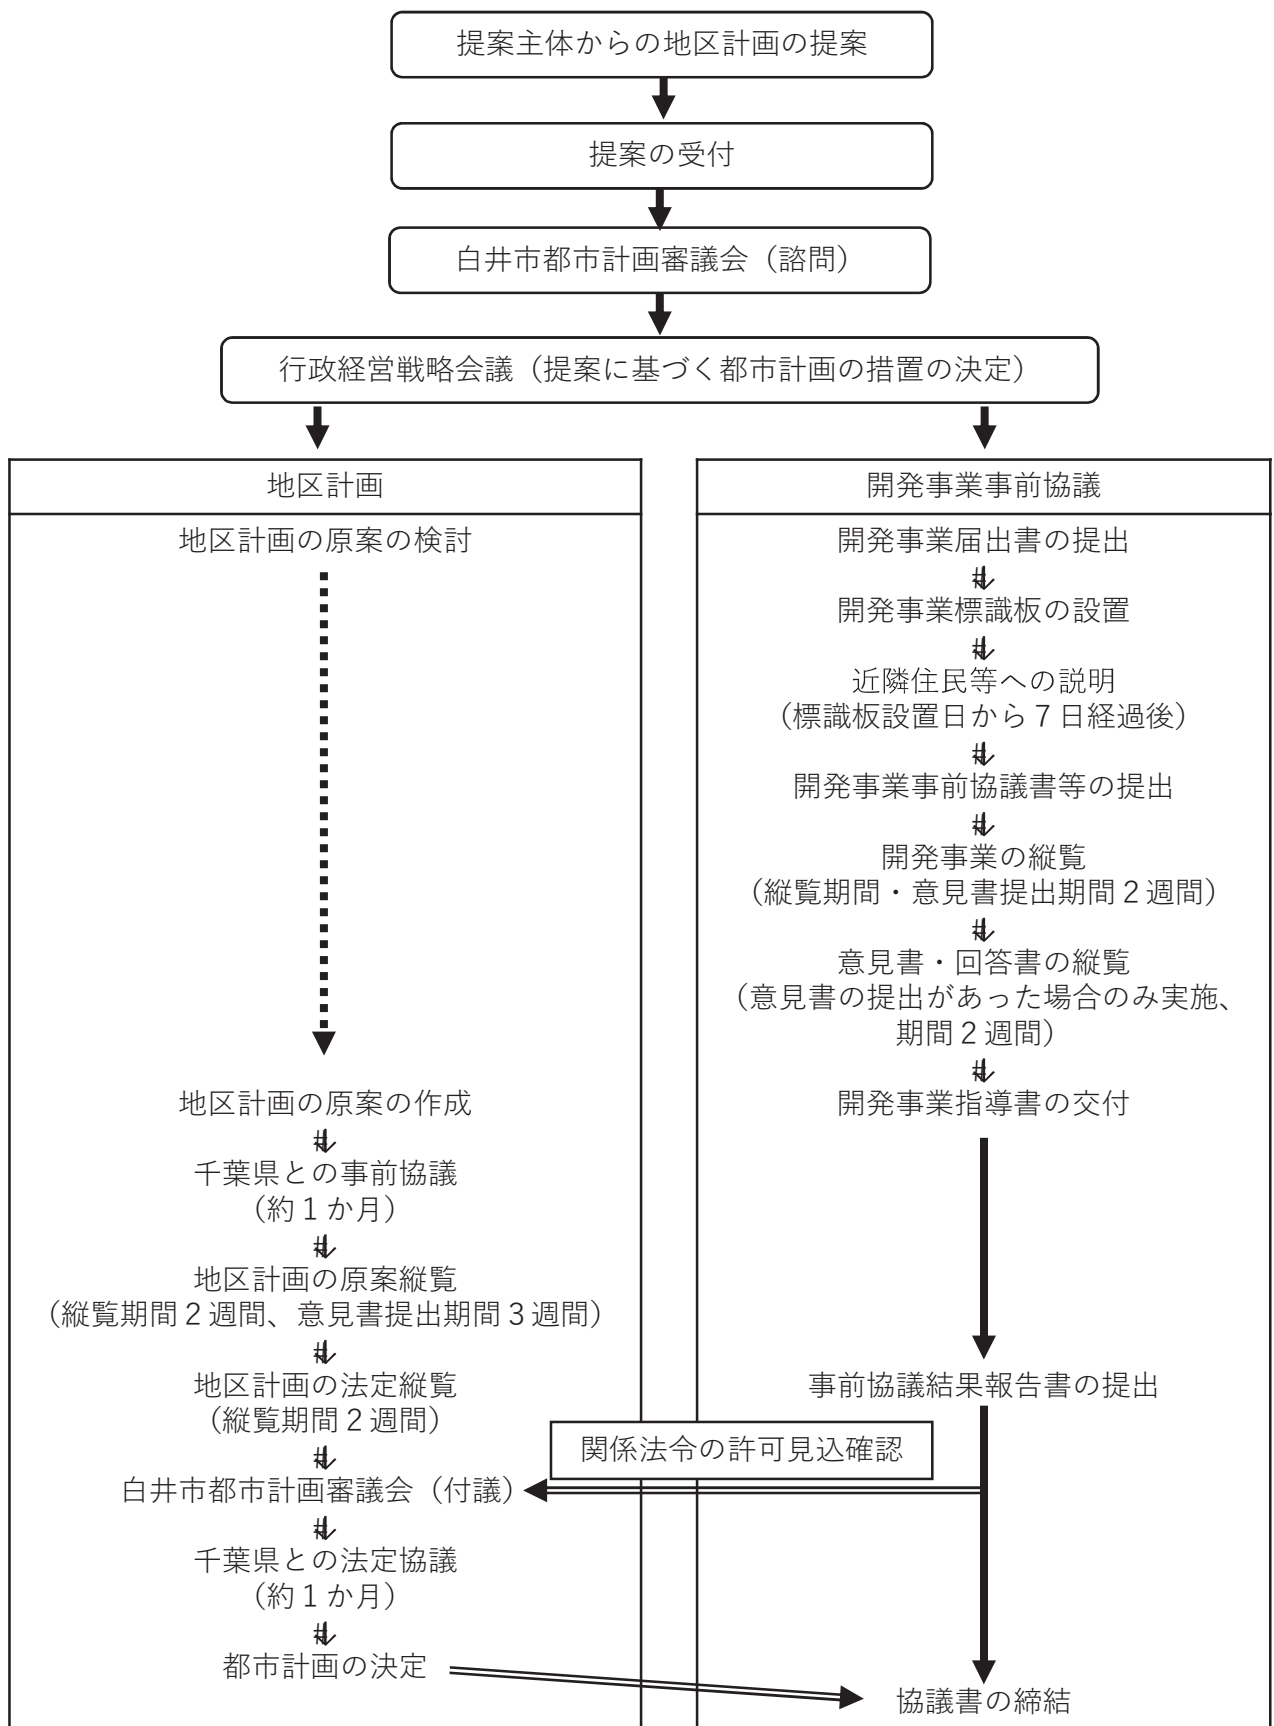 提案主体からの地区計画の提案
提案の受付
白井市都市計画審議会（諮問）
行政経営戦略会議（提案に基づく都市計画の措置の決定）
地区計画
地区計画の原案の検討
地区計画の原案の作成
千葉県との事前協議
（約１か月）
地区計画の原案縦覧
（縦覧期間２週間、意見書提出期間３週間）
地区計画の法定縦覧
（縦覧期間２週間）
白井市都市計画審議会（付議）
千葉県との法定協議
（約１か月）
都市計画の決定
開発事業事前協議
開発事業届出書の提出
開発事業標識板の設置
近隣住民等への説明
（標識板設置日から７日経過後）
開発事業事前協議書等の提出
開発事業の縦覧
（縦覧期間・意見書提出期間２週間）
意見書・回答書の縦覧
（意見書の提出があった場合のみ実施、
期間２週間）
開発事業指導書の交付
事前協議結果報告書の提出
関係法令の許可見込確認
協議書の締結